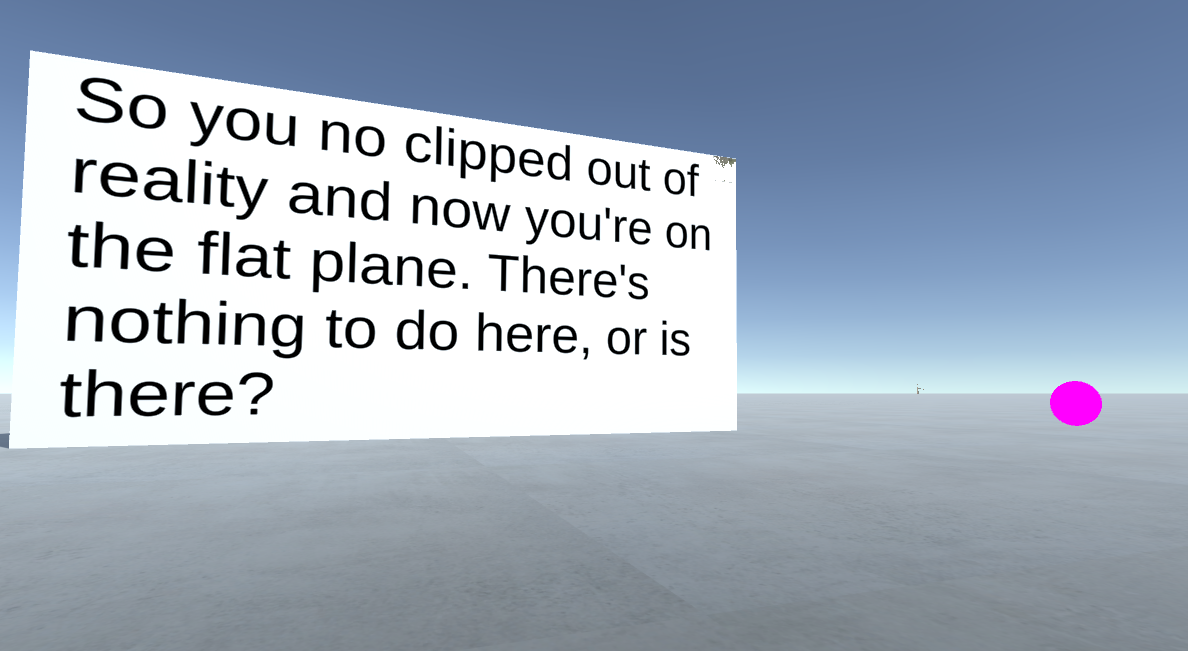 So you no clipped out of
reality and now you're on
the flat plane. There's
nothing to do here, or is
there?